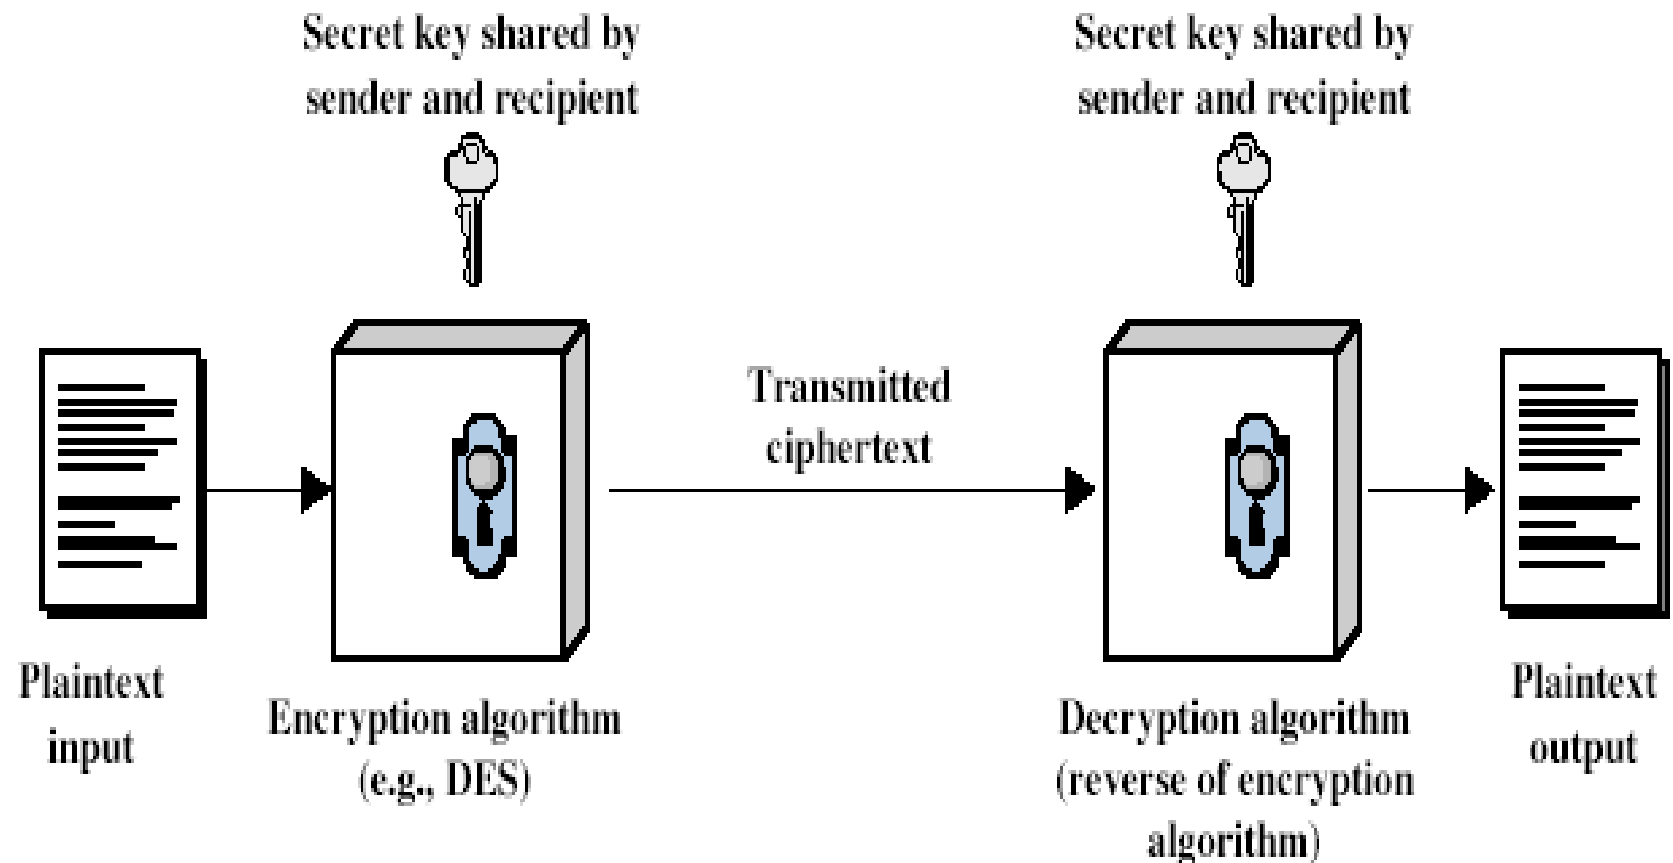 Secret key shared by
sender and recipient
Secret key shared by
sender and recipient
Transmitted
ciphertext
Plaintext
input
Encryption algorithm
(e.g., DES)
Decryption algorithm
(reverse of encryption
algorithm)
Plaintext
output